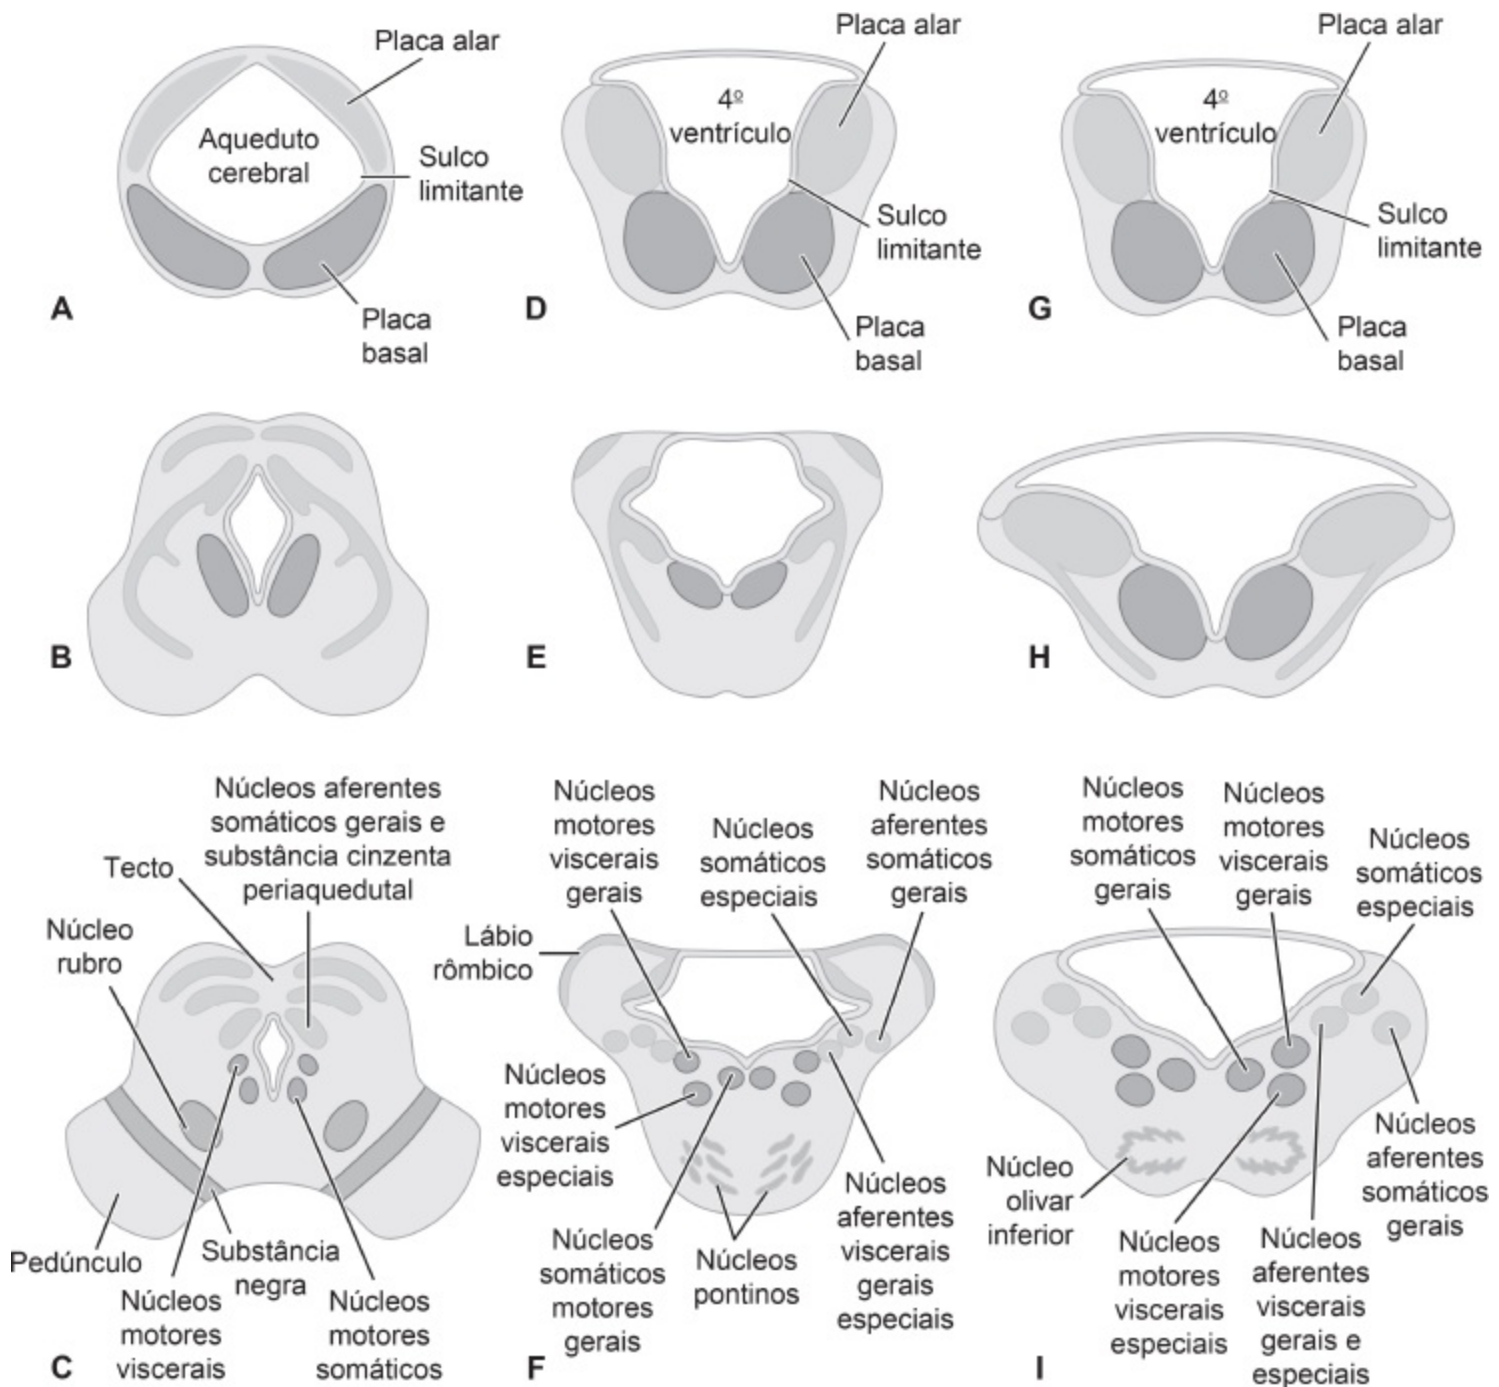 Placa alar
Aqueduto
cerebral
Sulco
limitante
A
Placa
basal
Placa alar
4º
ventrículo
Sulco
limitante
D
Placa
basal
Placa alar
4º
ventrículo
Sulco
limitante
G
Placa
basal
B
E
H
Núcleos aferentes
somáticos gerais e
substância cinzenta
periaquedutal
Tecto
Núcleo
rubro
Pedúnculo
Substância
negra
Núcleos
motores
viscerais
Núcleos
motores
somáticos
C
Núcleos
motores
viscerais
gerais
Núcleos
somáticos
especiais
Núcleos
aferentes
somáticos
gerais
Lábio
rômbico
Núcleos
motores
viscerais
especiais
Núcleos
somáticos
motores
gerais
Núcleos
pontinos
Núcleos
aferentes
viscerais
gerais
especiais
F
Núcleos
motores
somáticos
gerais
Núcleos
motores
viscerais
gerais
Núcleos
somáticos
especiais
Núcleo
olivar
inferior
Núcleos
motores
viscerais
especiais
Núcleos
aferentes
viscerais
gerais e
especiais
Núcleos
aferentes
somáticos
gerais
I